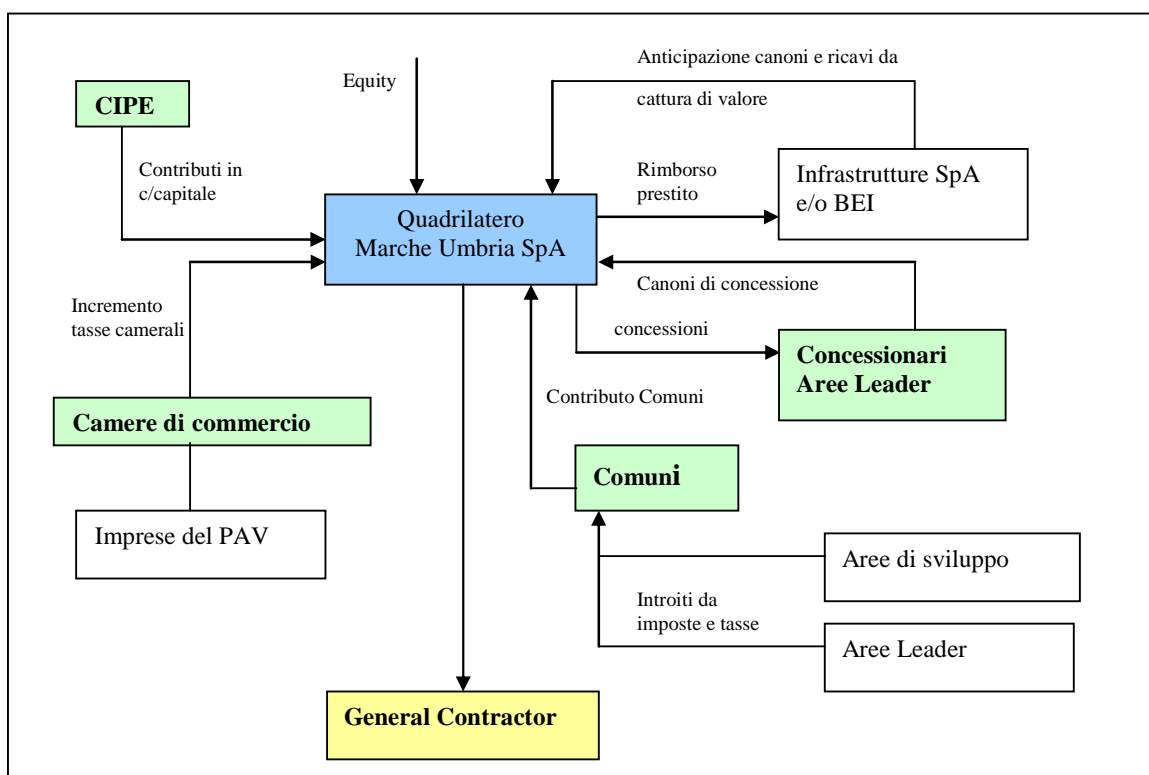 Equity
Anticipazione canoni e ricavi da
cattura di valore
CIPE
Contributi in
c/capitale
Rimborso
prestito
Infrastrutture SpA
e/o BEI
Quadrilatero
Marche Umbria SpA
Incremento
tasse camerali
Canoni di concessione
concessioni
Concessionari
Aree Leader
Camere di commercio
Contributo Comuni
Comuni
Imprese del PAV
Aree di sviluppo
Introiti da
imposte e tasse
Aree Leader
General Contractor